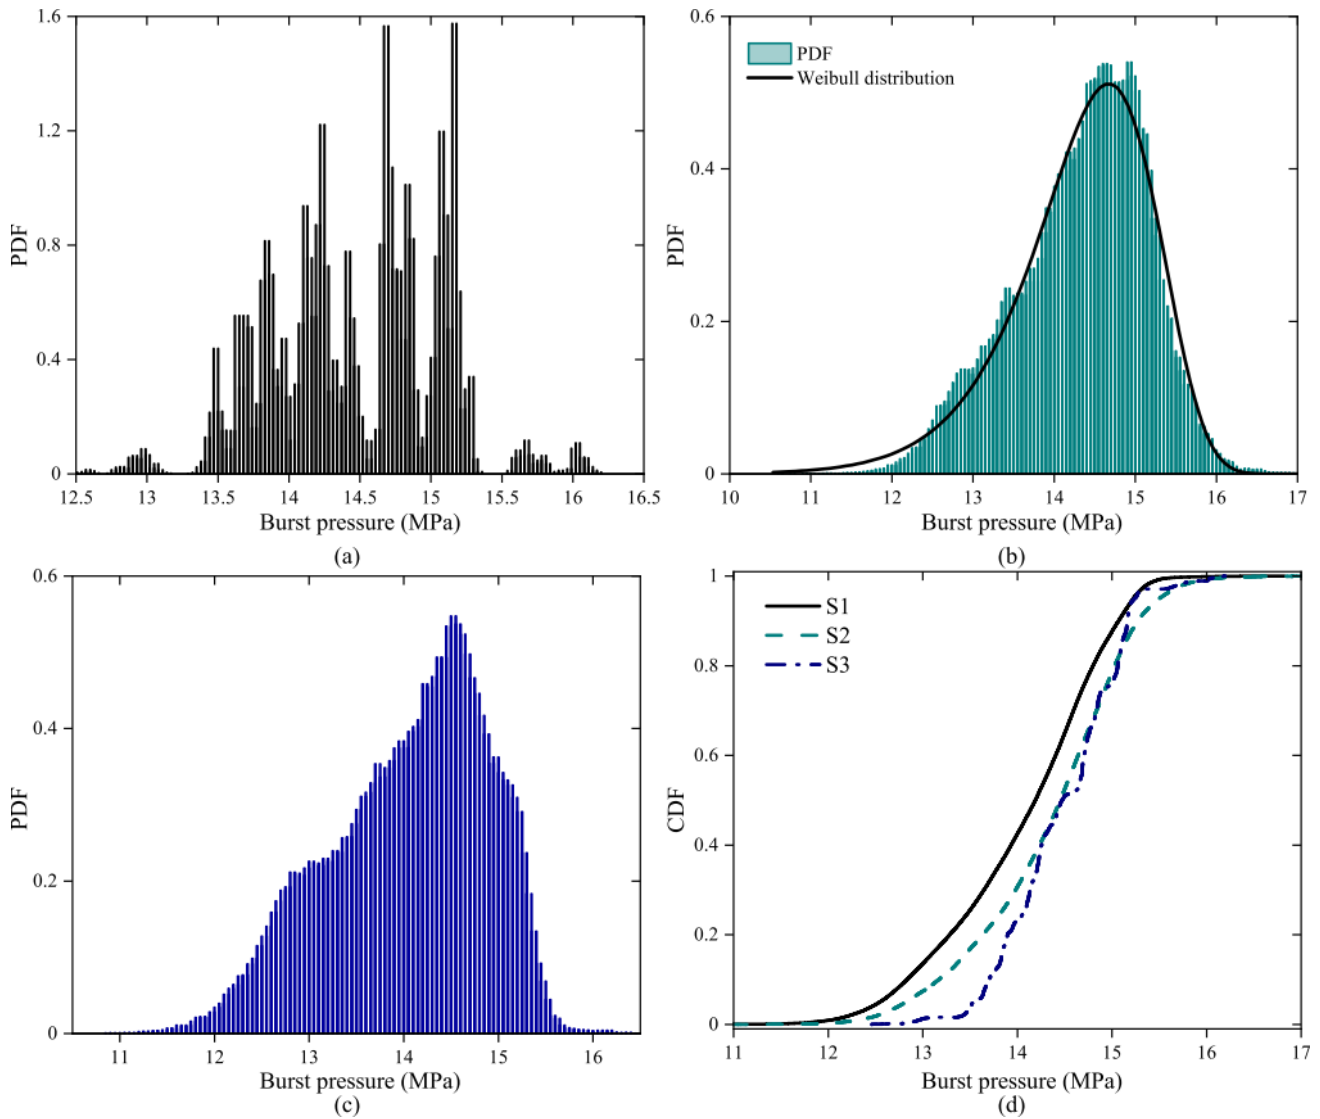 1.6
1.2
0.8
0.4
0
PDF
12.5 13 13.5 14 14.5 15 15.5 16 16.5
Burst pressure (MPa)
(a)
0.6
0.4
0.2
0
PDF
PDF
Weibull distribution
10 11 12 13 14 15 16 17
Burst pressure (MPa)
(b)
0.6
0.4
0.2
0
PDF
11 12 13 14 15 16
Burst pressure (MPa)
(c)
1
0.8
0.6
0.4
0.2
0
CDF
S1
S2
S3
11 12 13 14 15 16 17
Burst pressure (MPa)
(d)